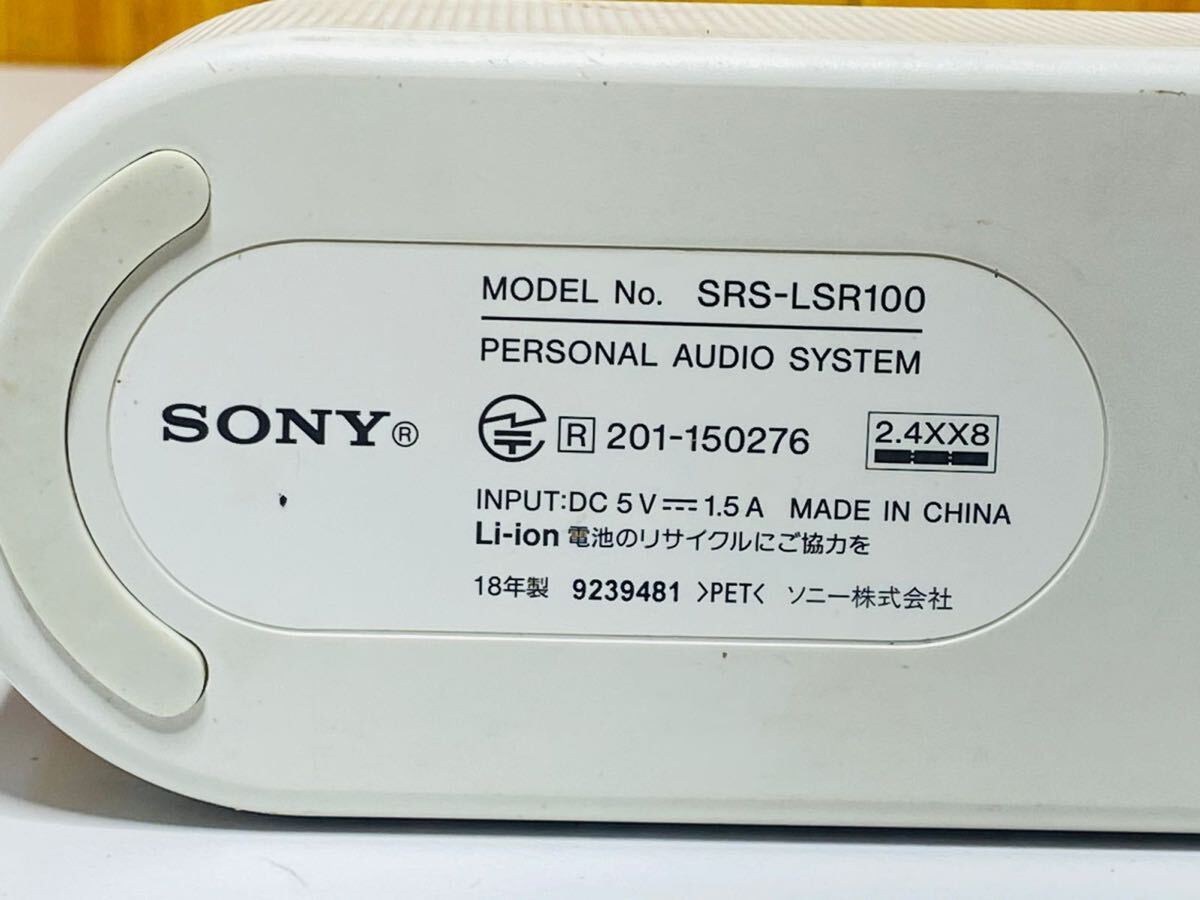 MODEL No. SRS-LSR100
PERSONAL AUDIO SYSTEM
SONY®
R 201-150276 2.4XX8
INPUT:DC 5V⎓1.5A MADE IN CHINA
Li-ion 電池のリサイクルにご協力を
18年製 9239481 >PET< ソニー株式会社